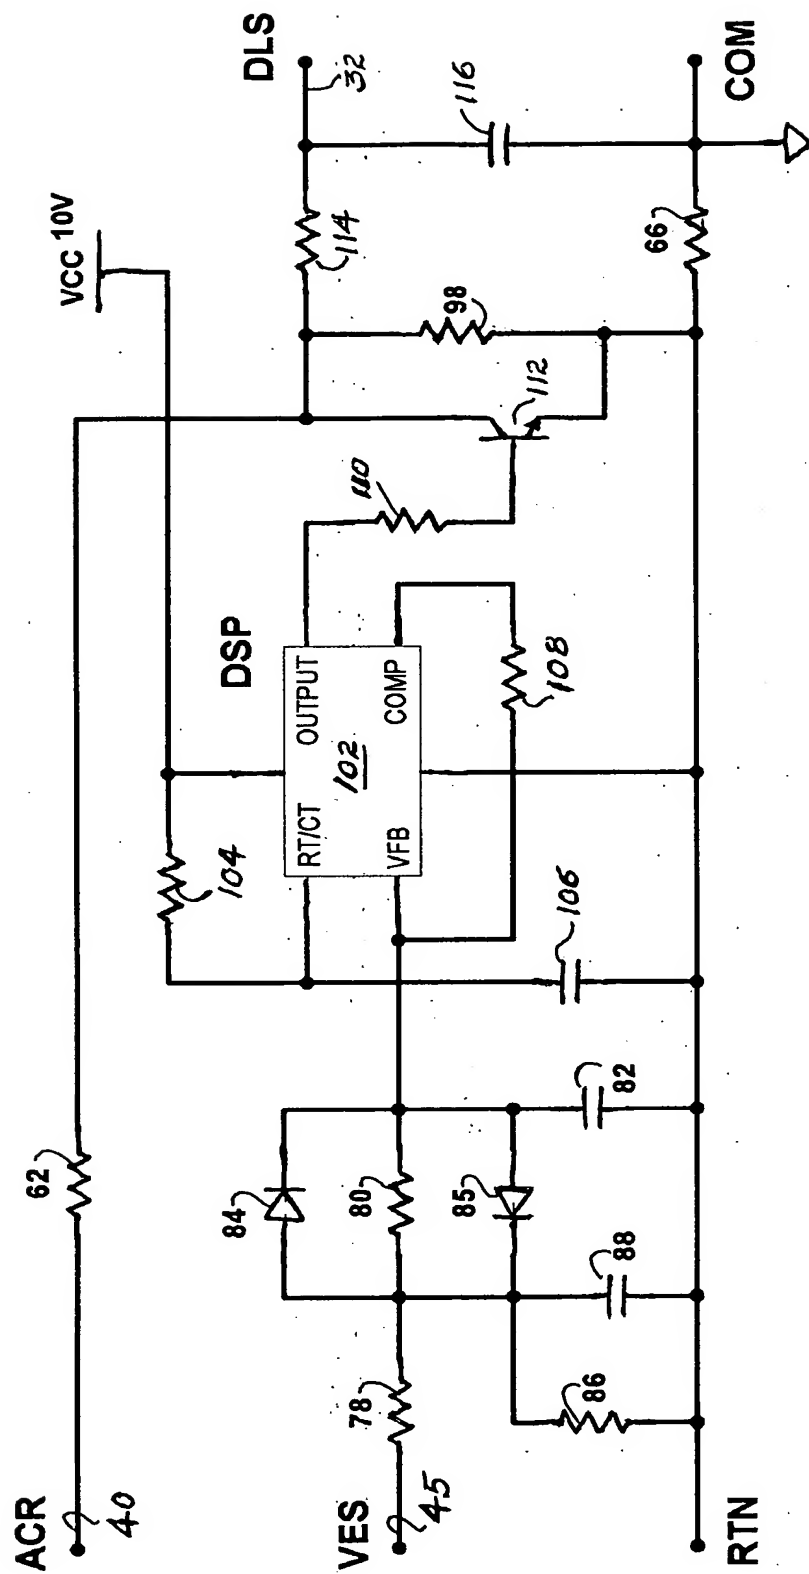 ACR
40
62
VCC 10V
DLS
32
104
DSP
110
114
116
84
RT/CT
OUTPUT
102
VFB
COMP
98
112
VES
45
78
80
85
106
108
86
88
82
66
RTN
COM